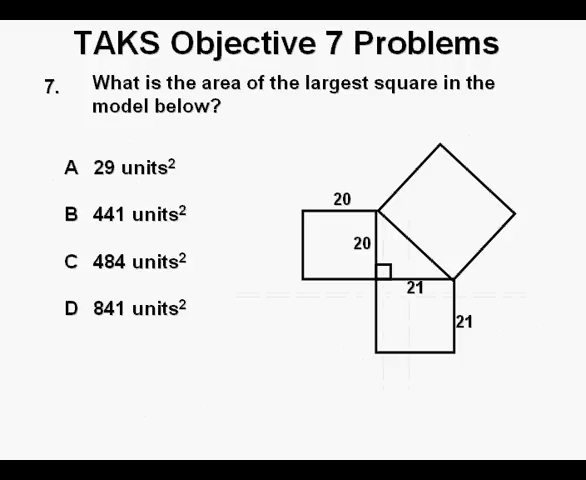 TAKS Objective 7 Problems
7. What is the area of the largest square in the
model below?
A 29 units²
B 441 units²
C 484 units²
D 841 units²
20
20
21
21